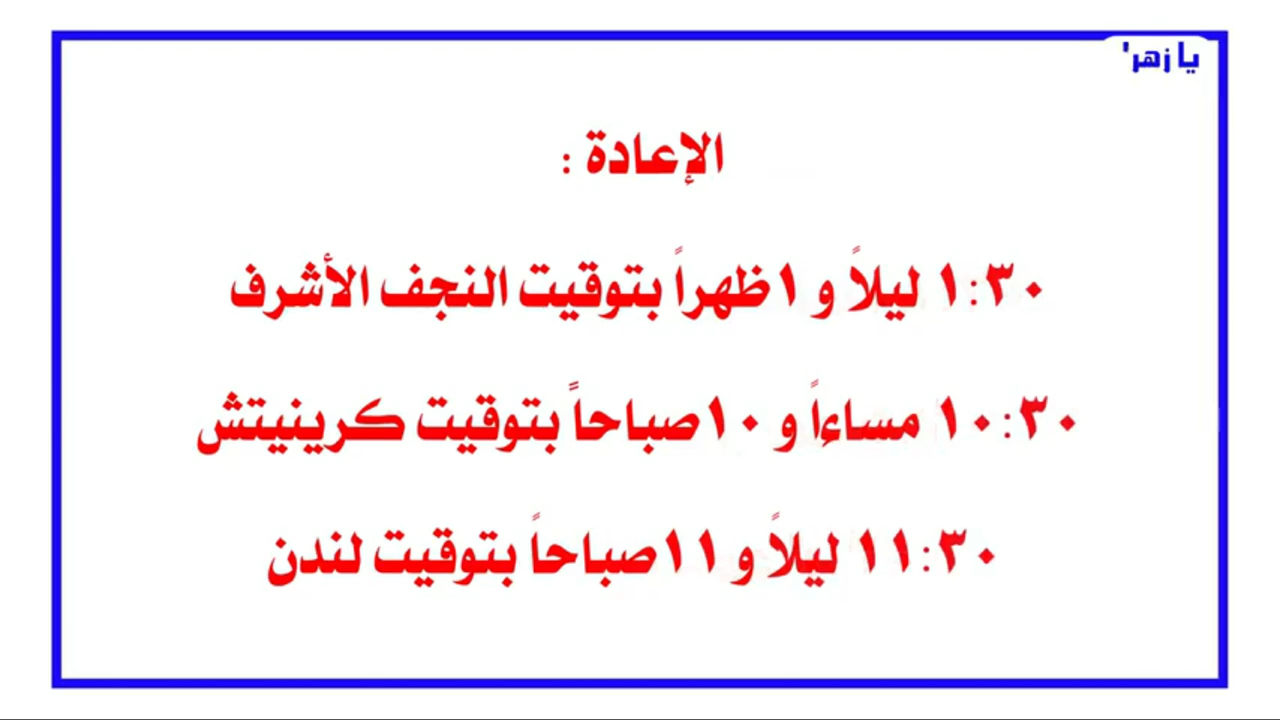 يا زهر'
الإعادة :
١:٣٠ ليلاً و ١ ظهراً بتوقيت النجف الأشرف
١٠:٣٠ مساءاً و ١٠ صباحاً بتوقيت كرينيتش
١١:٣٠ ليلاً و ١١ صباحاً بتوقيت لندن